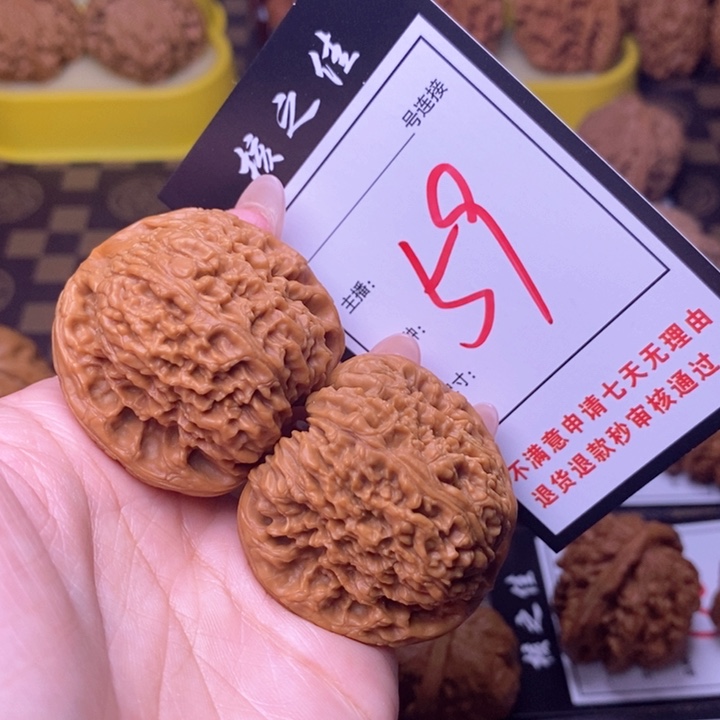 核之佳
号连接
59
主播:
种:
寸:
不满意申请七天无理由
退货退款秒审核通过
核之佳